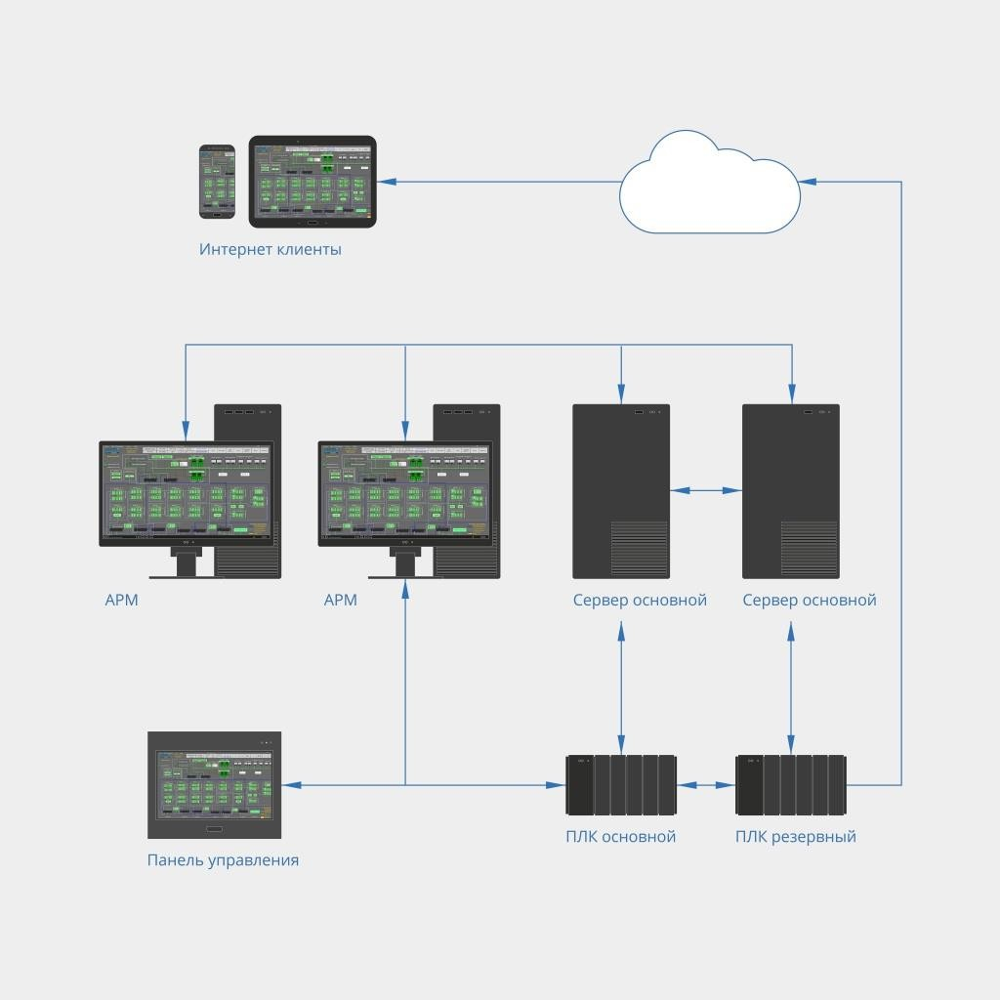 Интернет клиенты
АРМ
АРМ
Сервер основной
Сервер основной
ПЛК основной
ПЛК резервный
Панель управления